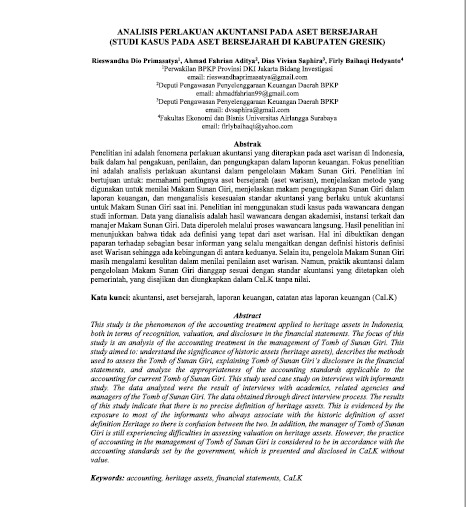 ANALISIS PERLAKUAN AKUNTANSI PADA ASET BERSEJARAH
(STUDI KASUS PADA ASET BERSEJARAH DI KABUPATEN GRESIK)
Rieswandha Dio Primasatya¹, Ahmad Fahrian Aditya², Dias Vivian Saphira³, Firly Baihaqi Hedyanto⁴
¹Perwakilan BPKP Provinsi DKI Jakarta Bidang Investigasi
email: rieswandhaprimasatya@gmail.com
²Deputi Pengawasan Penyelenggaraan Keuangan Daerah BPKP
email: ahmadfahrian99@gmail.com
³Deputi Pengawasan Penyelenggaraan Keuangan Daerah BPKP
email: dvsaphira@gmail.com
⁴Fakultas Ekonomi dan Bisnis Universitas Airlangga Surabaya
email: firlybaihaqi@yahoo.com
Abstrak
Penelitian ini adalah fenomena perlakuan akuntansi yang diterapkan pada aset warisan di Indonesia,
baik dalam hal pengakuan, penilaian, dan pengungkapan dalam laporan keuangan. Fokus penelitian
ini adalah analisis perlakuan akuntansi dalam pengelolaan Makam Sunan Giri. Penelitian ini
bertujuan untuk: memahami pentingnya aset bersejarah (aset warisan), menjelaskan metode yang
digunakan untuk menilai Makam Sunan Giri, menjelaskan makam pengungkapan Sunan Giri dalam
laporan keuangan, dan menganalisis kesesuaian standar akuntansi yang berlaku untuk akuntansi
untuk Makam Sunan Giri saat ini. Penelitian ini menggunakan studi kasus pada wawancara dengan
studi informan. Data yang dianalisis adalah hasil wawancara dengan akademisi, instansi terkait dan
manajer Makam Sunan Giri. Data diperoleh melalui proses wawancara langsung. Hasil penelitian ini
menunjukkan bahwa tidak ada definisi yang tepat dari aset warisan. Hal ini dibuktikan dengan
paparan terhadap sebagian besar informan yang selalu mengaitkan dengan definisi historis definisi
aset Warisan sehingga ada kebingungan di antara keduanya. Selain itu, pengelola Makam Sunan Giri
masih mengalami kesulitan dalam menilai penilaian aset warisan. Namun, praktik akuntansi dalam
pengelolaan Makam Sunan Giri dianggap sesuai dengan standar akuntansi yang ditetapkan oleh
pemerintah, yang disajikan dan diungkapkan dalam CaLK tanpa nilai.
Kata kunci: akuntansi, aset bersejarah, laporan keuangan, catatan atas laporan keuangan (CaLK)
Abstract
This study is the phenomenon of the accounting treatment applied to heritage assets in Indonesia,
both in terms of recognition, valuation, and disclosure in the financial statements. The focus of this
study is an analysis of the accounting treatment in the management of Tomb of Sunan Giri. This
study aimed to: understand the significance of historic assets (heritage assets), describes the methods
used to assess the Tomb of Sunan Giri, explaining Tomb of Sunan Giri's disclosure in the financial
statements, and analyze the appropriateness of the accounting standards applicable to the
accounting for current Tomb of Sunan Giri. This study used case study on interviews with informants
study. The data analyzed were the result of interviews with academics, related agencies and
managers of the Tomb of Sunan Giri. The data obtained through direct interview process. The results
of this study indicate that there is no precise definition of heritage assets. This is evidenced by the
exposure to most of the informants who always associate with the historic definition of asset
definition Heritage so there is confusion between the two. In addition, the manager of Tomb of Sunan
Giri is still experiencing difficulties in assessing valuation on heritage assets. However, the practice
of accounting in the management of Tomb of Sunan Giri is considered to be in accordance with the
accounting standards set by the government, which is presented and disclosed in CaLK without
value.
Keywords: accounting, heritage assets, financial statements, CaLK